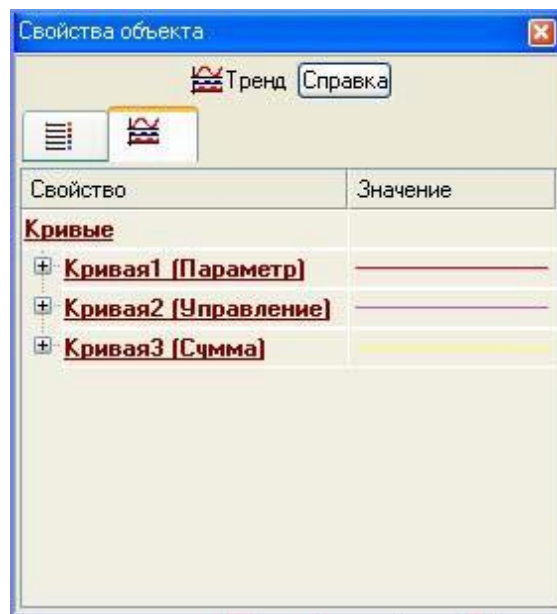 Свойства объекта
Тренд Справка
Свойство Значение
Кривые
Кривая1 (Параметр)
Кривая2 (Управление)
Кривая3 (Сумма)